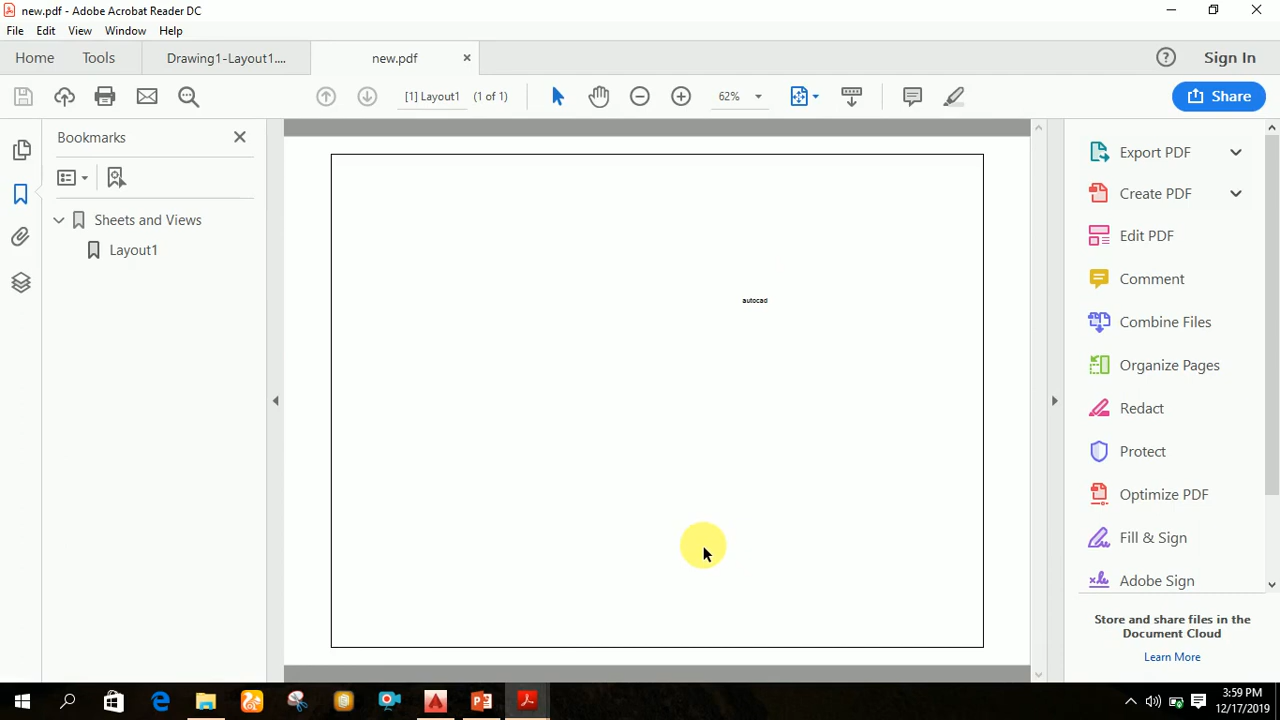 new.pdf - Adobe Acrobat Reader DC
File Edit View Window Help
Home Tools Drawing1-Layout1.... new.pdf × ? Sign In
[1] Layout1 (1 of 1) 62% Share
Bookmarks
Sheets and Views
Layout1
autocad
Export PDF
Create PDF
Edit PDF
Comment
Combine Files
Organize Pages
Redact
Protect
Optimize PDF
Fill & Sign
Adobe Sign
Store and share files in the
Document Cloud
Learn More
3:59 PM
12/17/2019